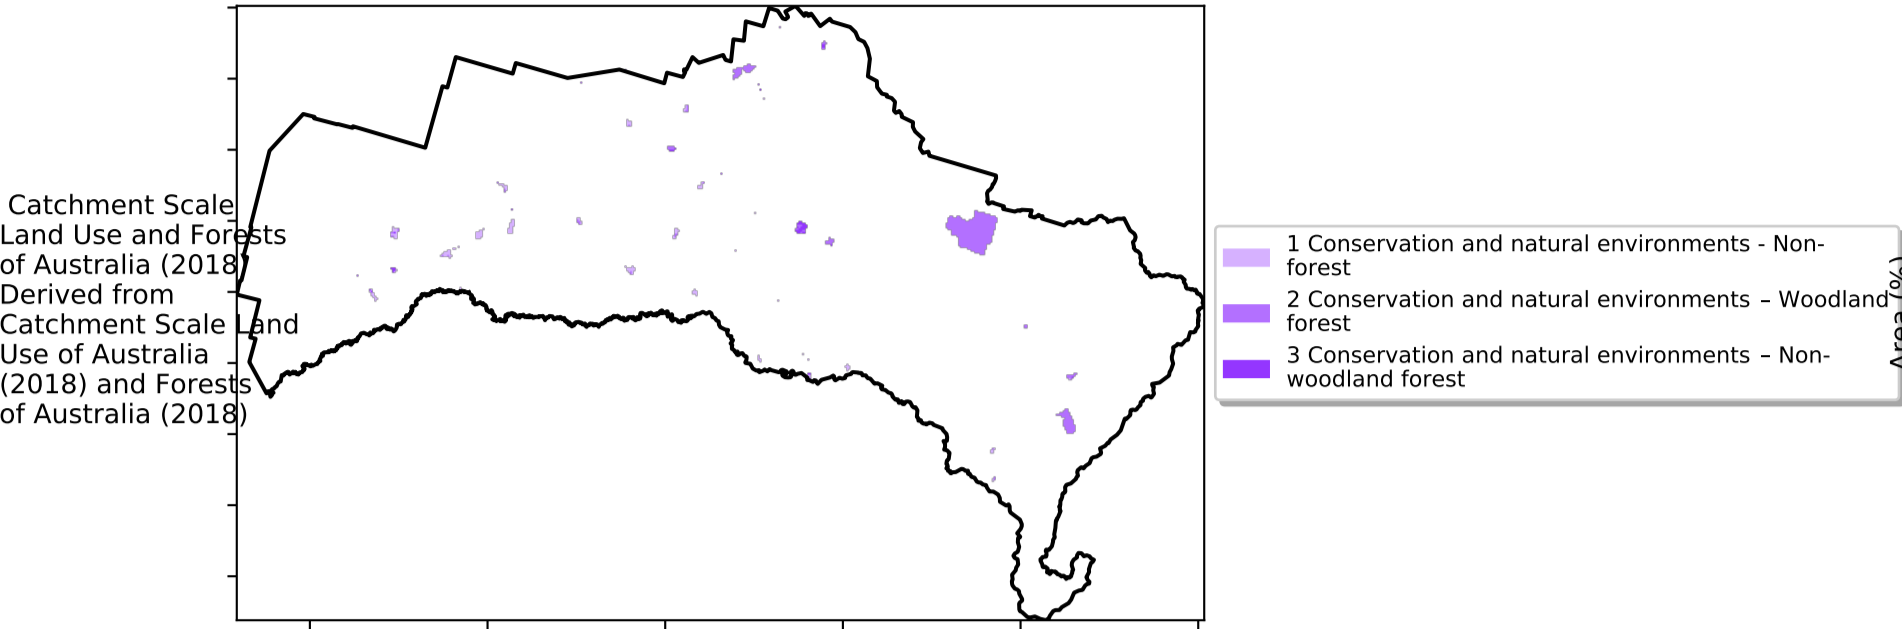 Catchment Scale
Land Use and Forests
of Australia (2018)
Derived from
Catchment Scale Land
Use of Australia
(2018) and Forests
of Australia (2018)
1 Conservation and natural environments - Non-
forest
2 Conservation and natural environments – Woodland
forest
3 Conservation and natural environments – Non-
woodland forest
Area (%)